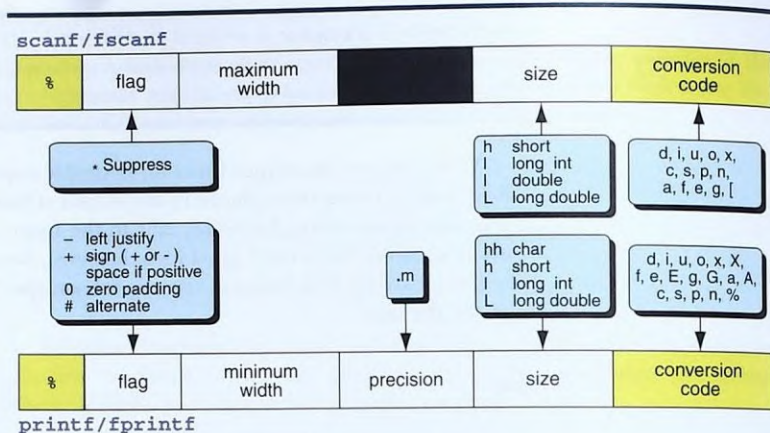 scanf/fscanf
%
flag
maximum
width
size
conversion
code
* Suppress
h short
l long int
l double
L long double
d, i, u, o, x,
c, s, p, n,
a, f, e, g, [
– left justify
+ sign ( + or - )
space if positive
0 zero padding
# alternate
.m
hh char
h short
l long int
L long double
d, i, u, o, x, X,
f, e, E, g, G, a, A,
c, s, p, n, %
%
flag
minimum
width
precision
size
conversion
code
printf/fprintf